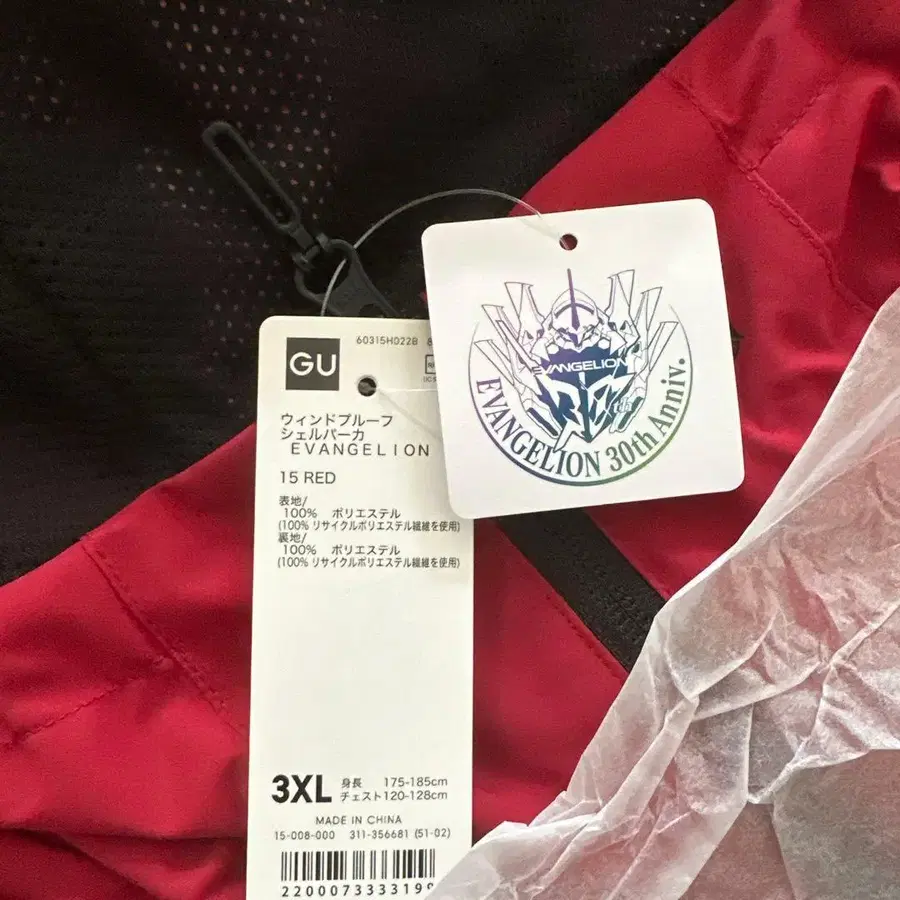 GU
60315HD22B 8
ウィンドプルーフ
シェルパーカ
EVANGELION
15 RED
表地/
100% ポリエステル
(100% リサイクルポリエステル繊維を使用)
裏地/
100% ポリエステル
(100% リサイクルポリエステル繊維を使用)
3XL 身長 175-185cm
チェスト120-128cm
MADE IN CHINA
15-008-000 311-356681 (51-02)
220007333319
EVANGELION
th
EVANGELION 30th Anniv.